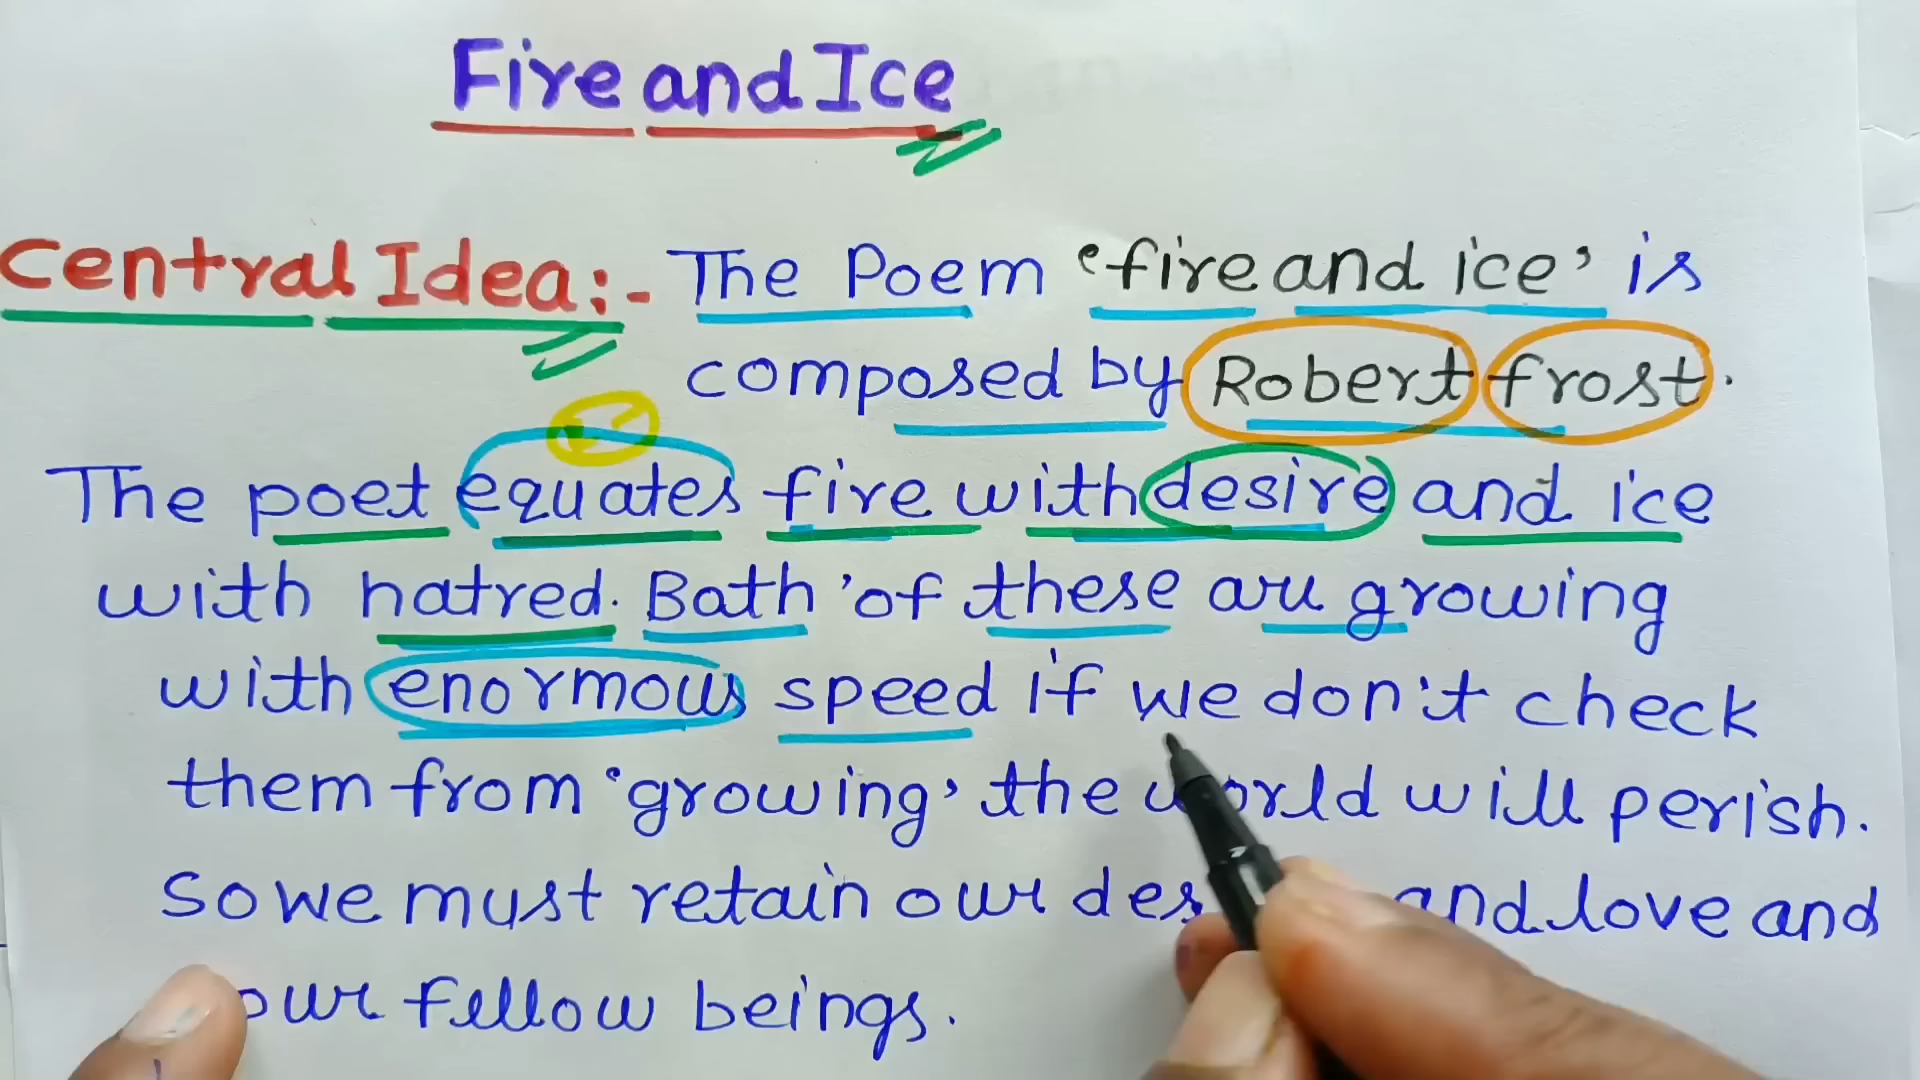 Fire and Ice
Central Idea:- The Poem 'fire and ice' is
composed by Robert frost.
The poet equates fire with desire and ice
with hatred. Bath 'of these are growing
with enormous speed if we don't check
them from 'growing' the world will perish.
So we must retain our des and love and
our fellow beings.